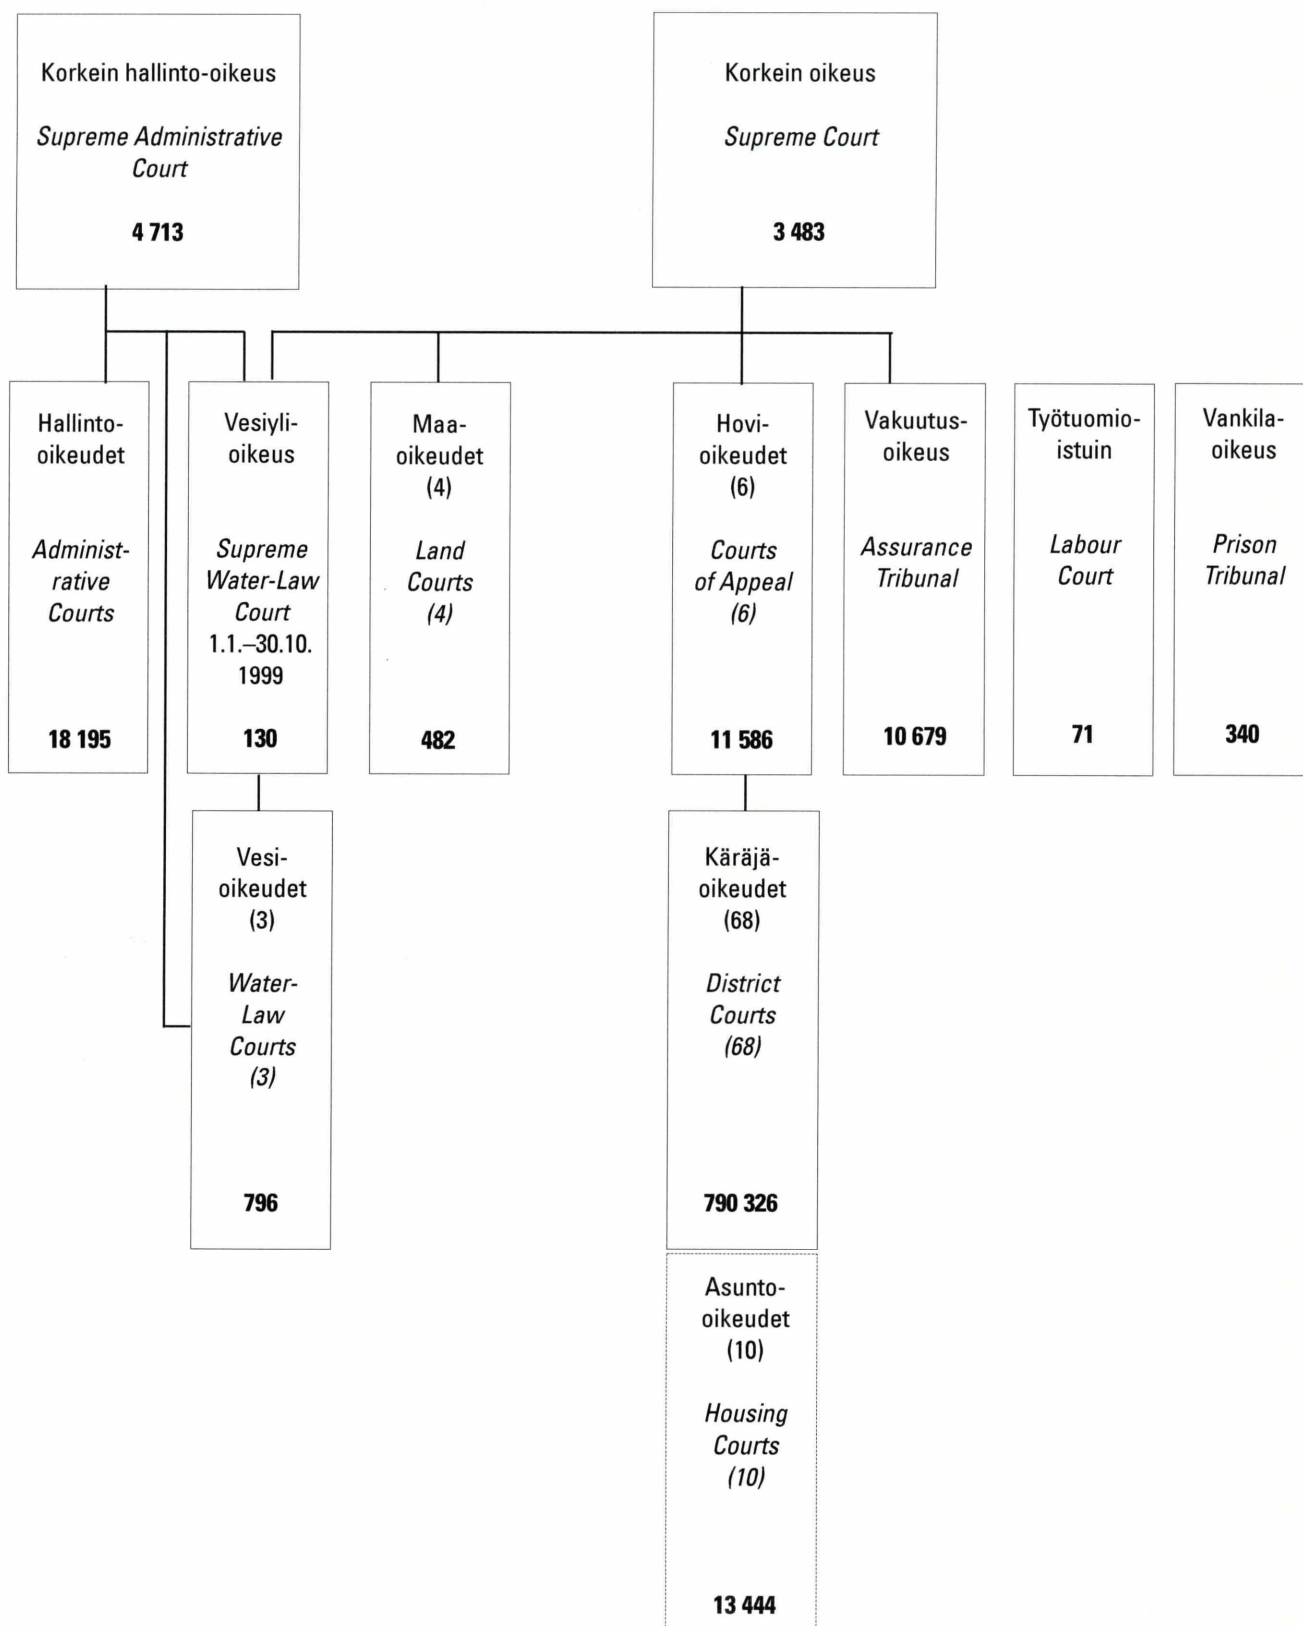 Korkein hallinto-oikeus
Supreme Administrative
Court
4 713
Korkein oikeus
Supreme Court
3 483
Hallinto-
oikeudet
Administ-
rative
Courts
18 195
Vesiyli-
oikeus
Supreme
Water-Law
Court
1.1.–30.10.
1999
130
Maa-
oikeudet
(4)
Land
Courts
(4)
482
Hovi-
oikeudet
(6)
Courts
of Appeal
(6)
11 586
Vakuutus-
oikeus
Assurance
Tribunal
10 679
Työtuomio-
istuin
Labour
Court
71
Vankila-
oikeus
Prison
Tribunal
340
Vesi-
oikeudet
(3)
Water-
Law
Courts
(3)
796
Käräjä-
oikeudet
(68)
District
Courts
(68)
790 326
Asunto-
oikeudet
(10)
Housing
Courts
(10)
13 444